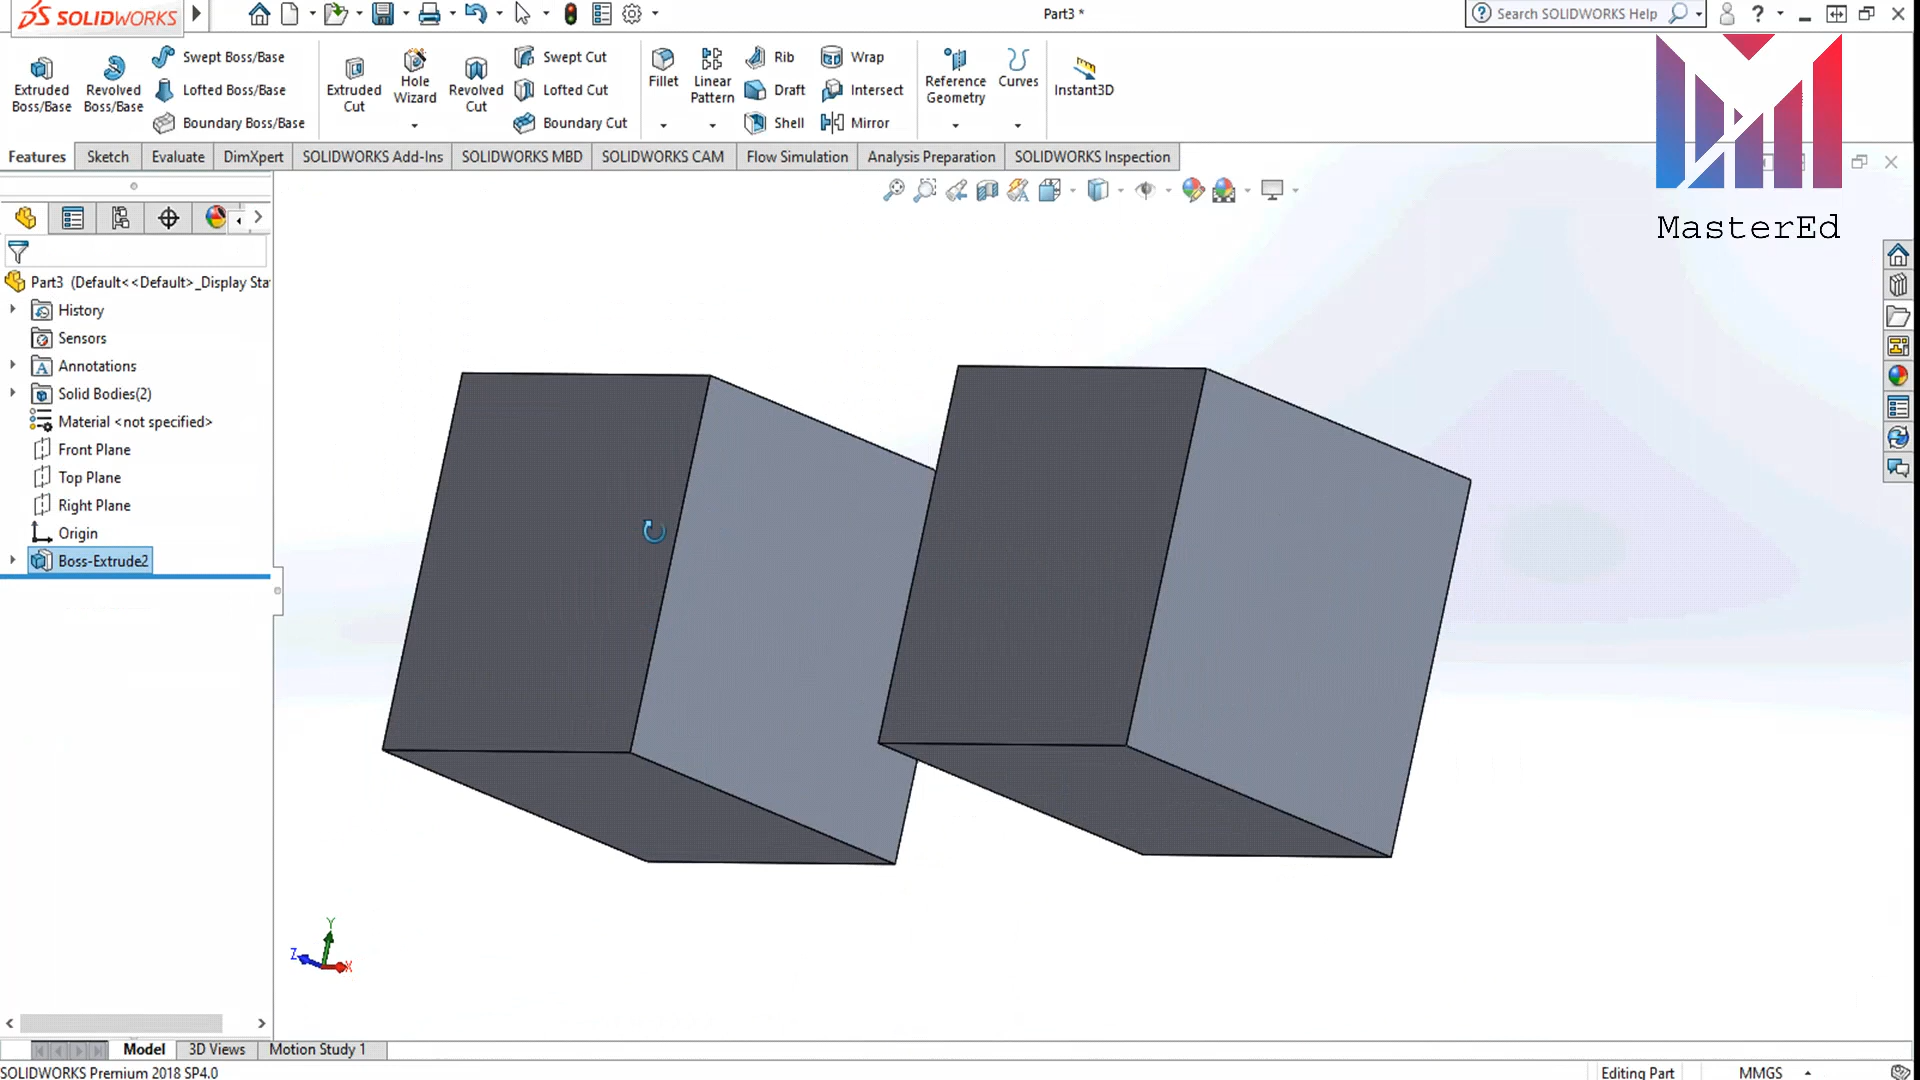 SOLIDWORKS
Part3 *
Search SOLIDWORKS Help
Extruded Boss/Base
Revolved Boss/Base
Swept Boss/Base
Lofted Boss/Base
Boundary Boss/Base
Extruded Cut
Hole Wizard
Revolved Cut
Swept Cut
Lofted Cut
Boundary Cut
Fillet
Linear Pattern
Rib
Draft
Shell
Wrap
Intersect
Mirror
Reference Geometry
Curves
Instant3D
MasterEd
Features
Sketch
Evaluate
DimXpert
SOLIDWORKS Add-Ins
SOLIDWORKS MBD
SOLIDWORKS CAM
Flow Simulation
Analysis Preparation
SOLIDWORKS Inspection
Part3 (Default<<Default>_Display Sta
History
Sensors
Annotations
Solid Bodies(2)
Material <not specified>
Front Plane
Top Plane
Right Plane
Origin
Boss-Extrude2
Y
Z
X
Model
3D Views
Motion Study 1
SOLIDWORKS Premium 2018 SP4.0
Editing Part
MMGS